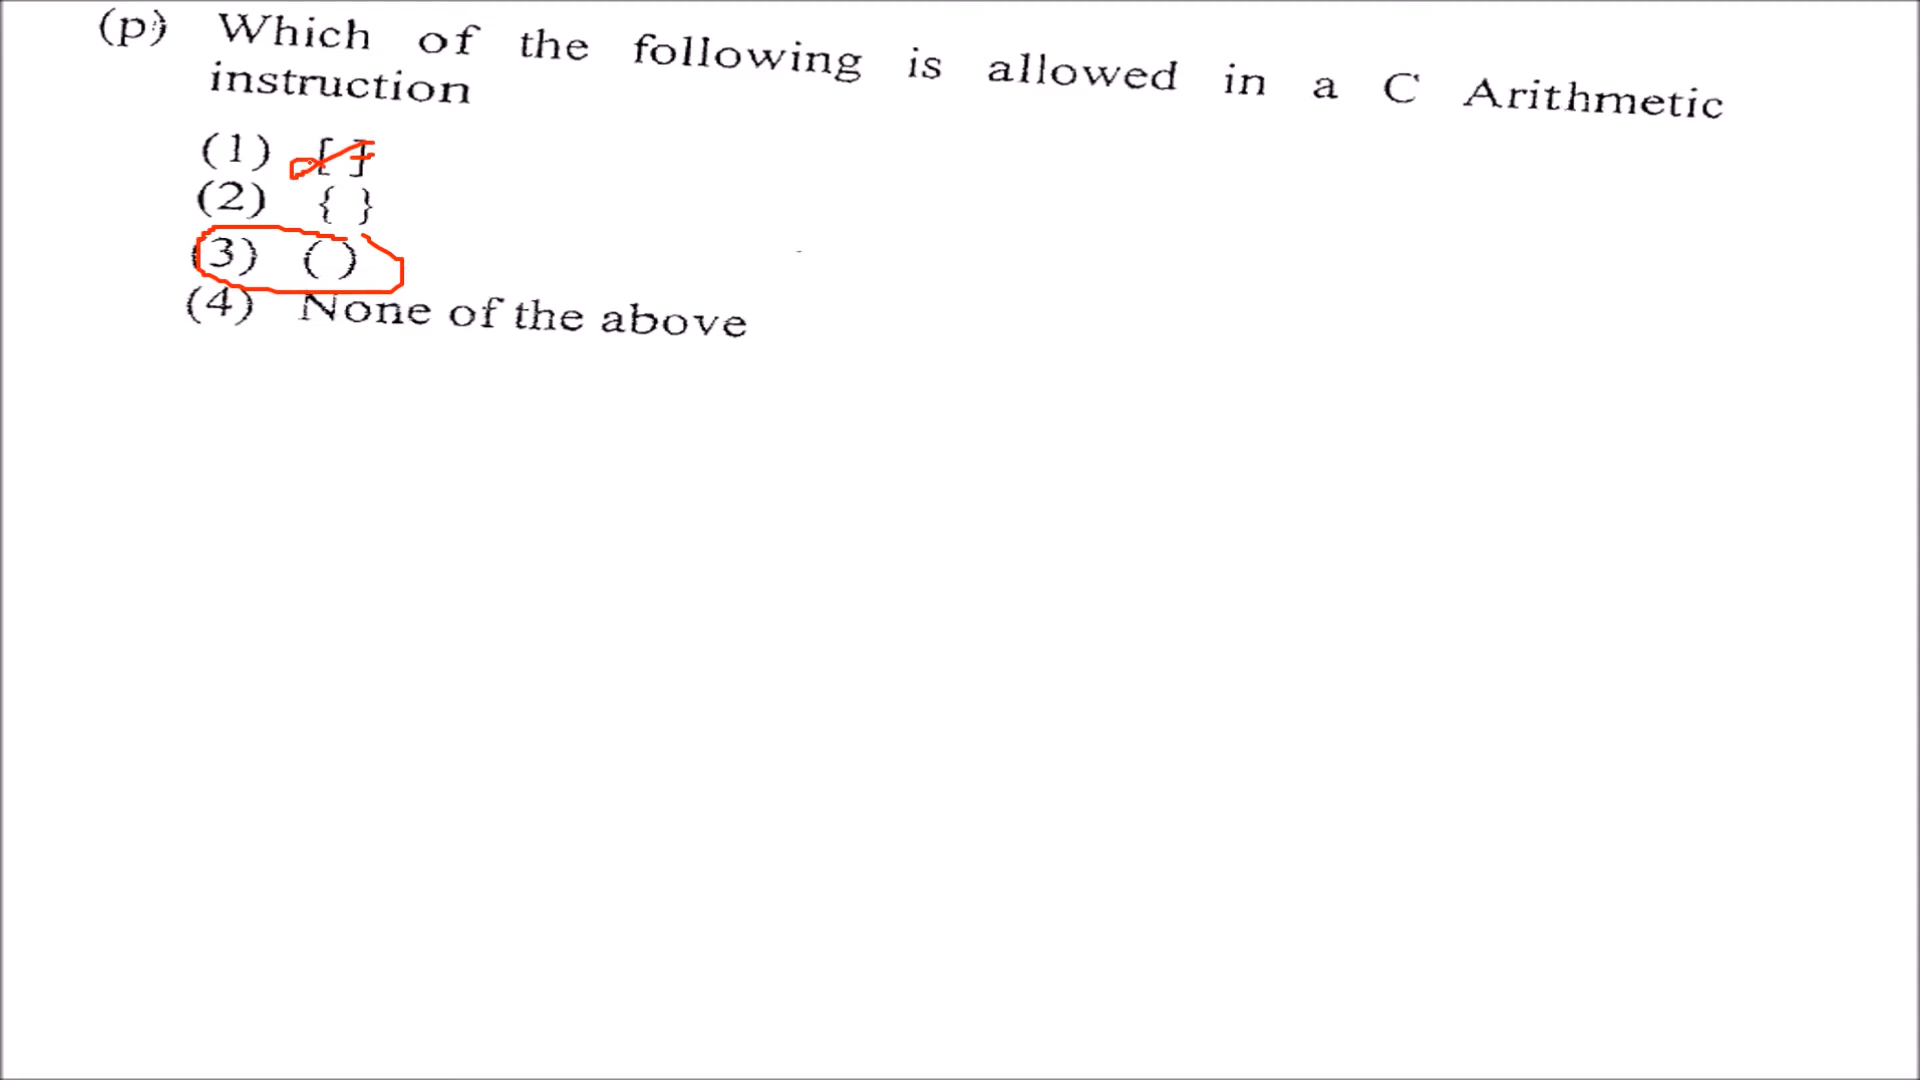 (p) Which of the following is allowed in a C Arithmetic
instruction
(1) [ ]
(2) { }
(3) ( )
(4) None of the above